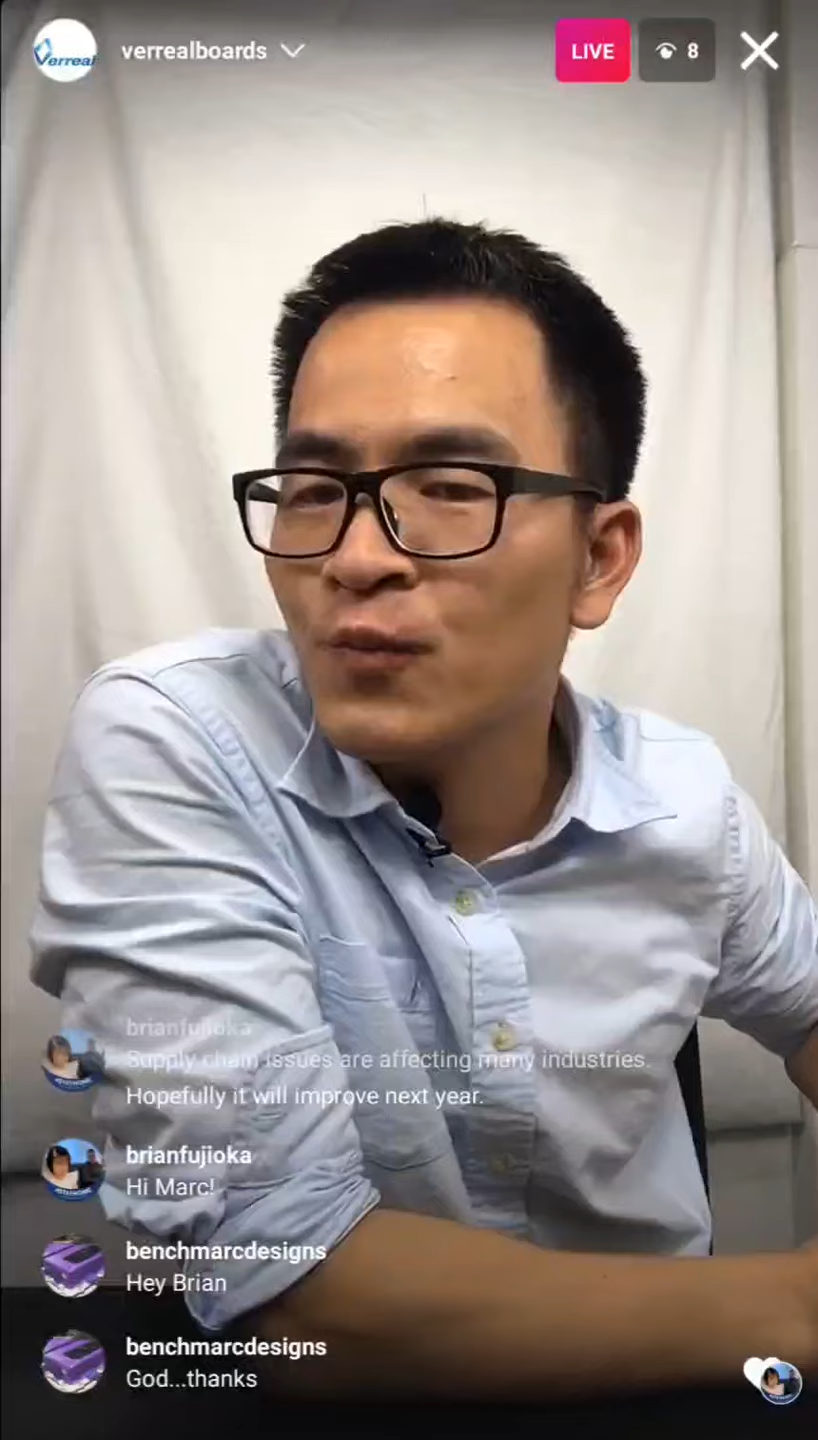 Verreal
verrealboards
LIVE
8
brianfujioka
Supply chain issues are affecting many industries.
Hopefully it will improve next year.
brianfujioka
Hi Marc!
benchmarcdesigns
Hey Brian
benchmarcdesigns
God...thanks